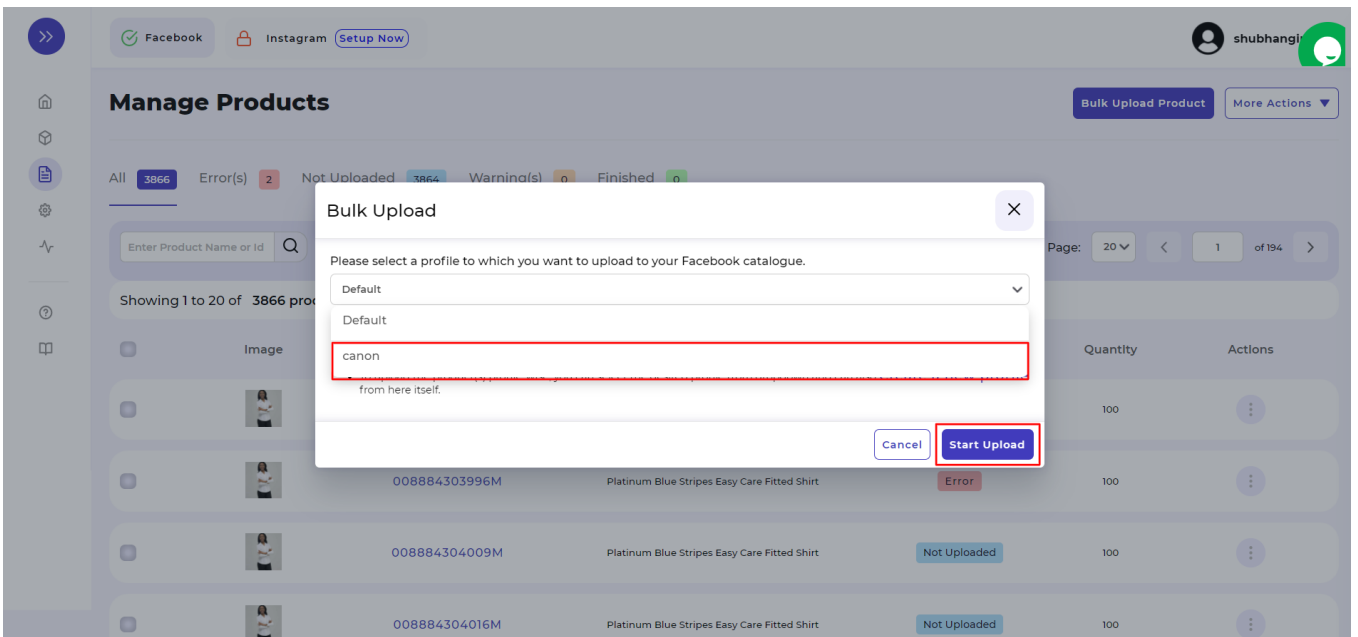 Facebook
Instagram Setup Now
Manage Products
Bulk Upload Product
More Actions
All 3866 Error(s) 2 Not Uploaded 3864 Warning(s) 0 Finished 0
Bulk Upload
Enter Product Name or Id
Page: 20 1 of 194
Please select a profile to which you want to upload to your Facebook catalogue.
Default
Showing 1 to 20 of 3866
Default
canon
from here itself.
Image Quantity Actions
100
Cancel Start Upload
008884303996M Platinum Blue Stripes Easy Care Fitted Shirt Error 100
008884304009M Platinum Blue Stripes Easy Care Fitted Shirt Not Uploaded 100
008884304016M Platinum Blue Stripes Easy Care Fitted Shirt Not Uploaded 100